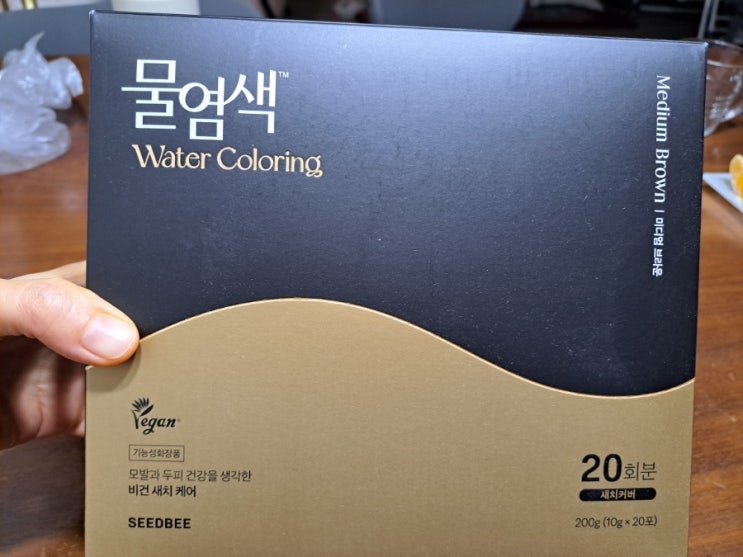 물염색™
Water Coloring
Medium Brown | 미디엄 브라운
Vegan
기능성화장품
모발과 두피 건강을 생각한
비건 새치 케어
SEEDBEE
20회분
새치커버
200g (10g × 20포)